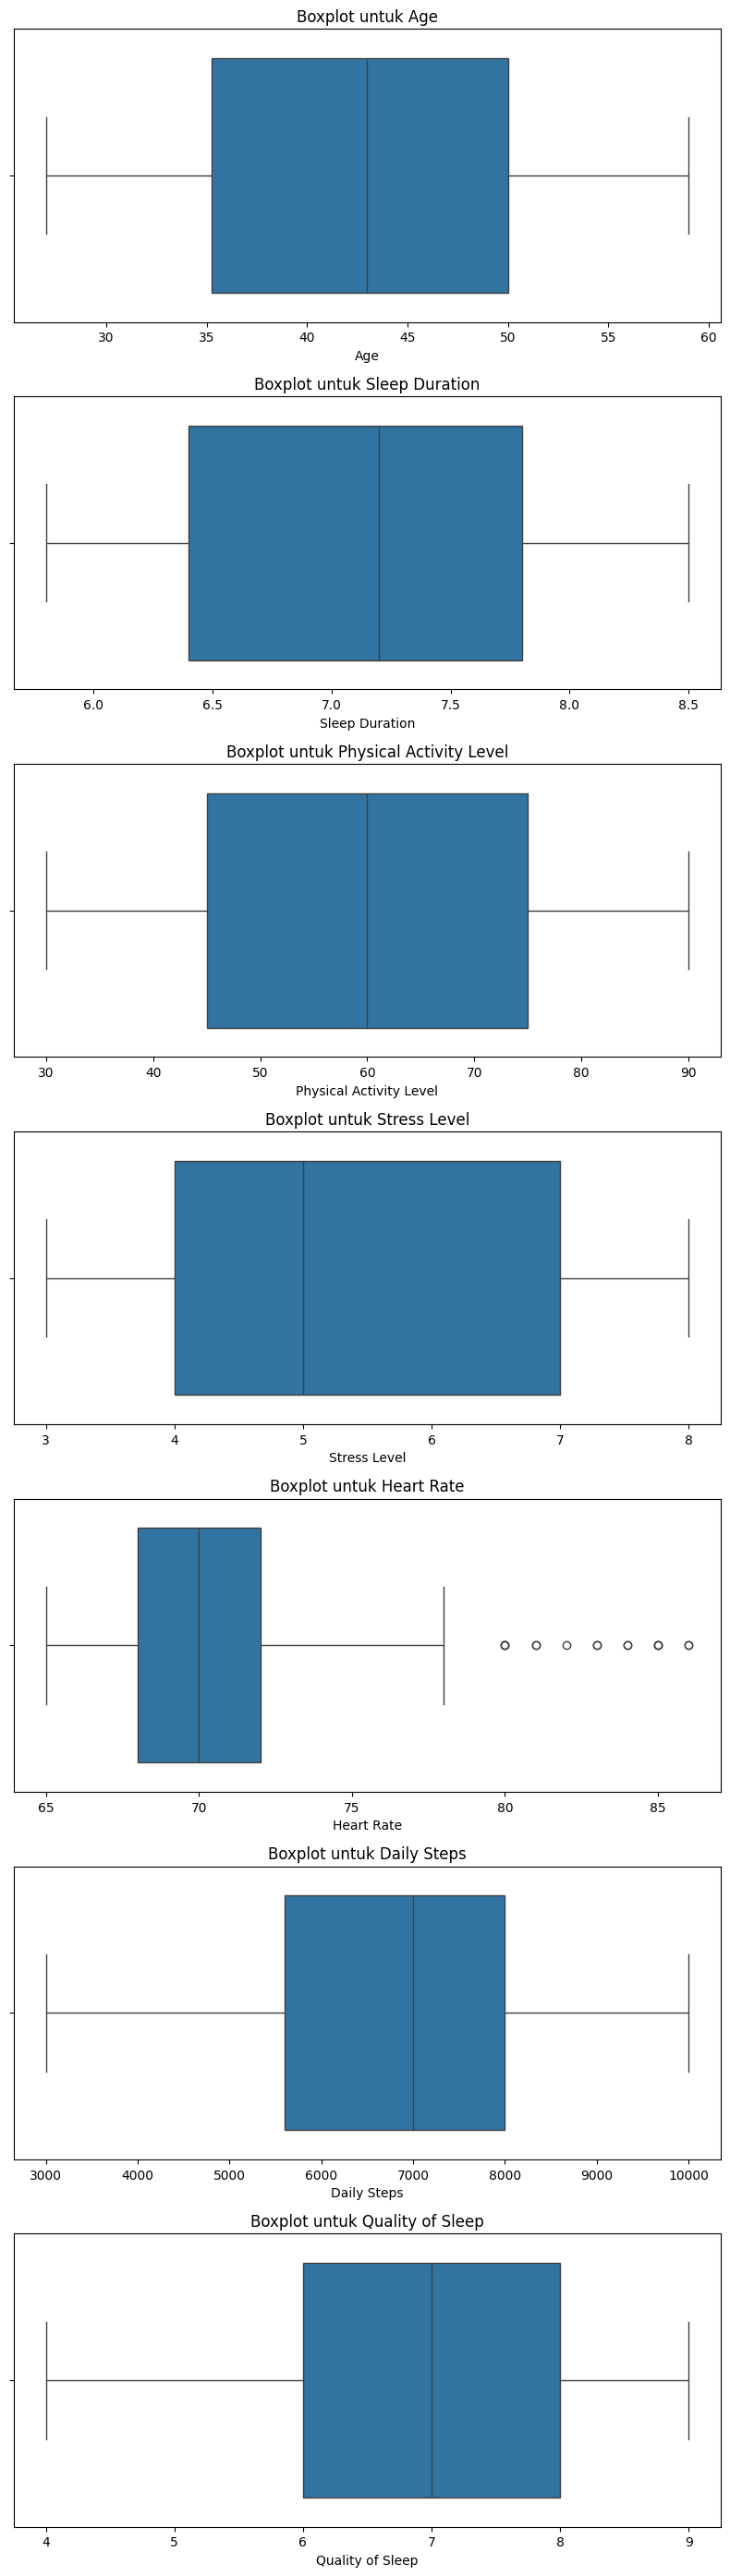 Boxplot untuk Age
30 35 40 45 50 55 60
Age
Boxplot untuk Sleep Duration
6.0 6.5 7.0 7.5 8.0 8.5
Sleep Duration
Boxplot untuk Physical Activity Level
30 40 50 60 70 80 90
Physical Activity Level
Boxplot untuk Stress Level
3 4 5 6 7 8
Stress Level
Boxplot untuk Heart Rate
65 70 75 80 85
Heart Rate
Boxplot untuk Daily Steps
3000 4000 5000 6000 7000 8000 9000 10000
Daily Steps
Boxplot untuk Quality of Sleep
4 5 6 7 8 9
Quality of Sleep